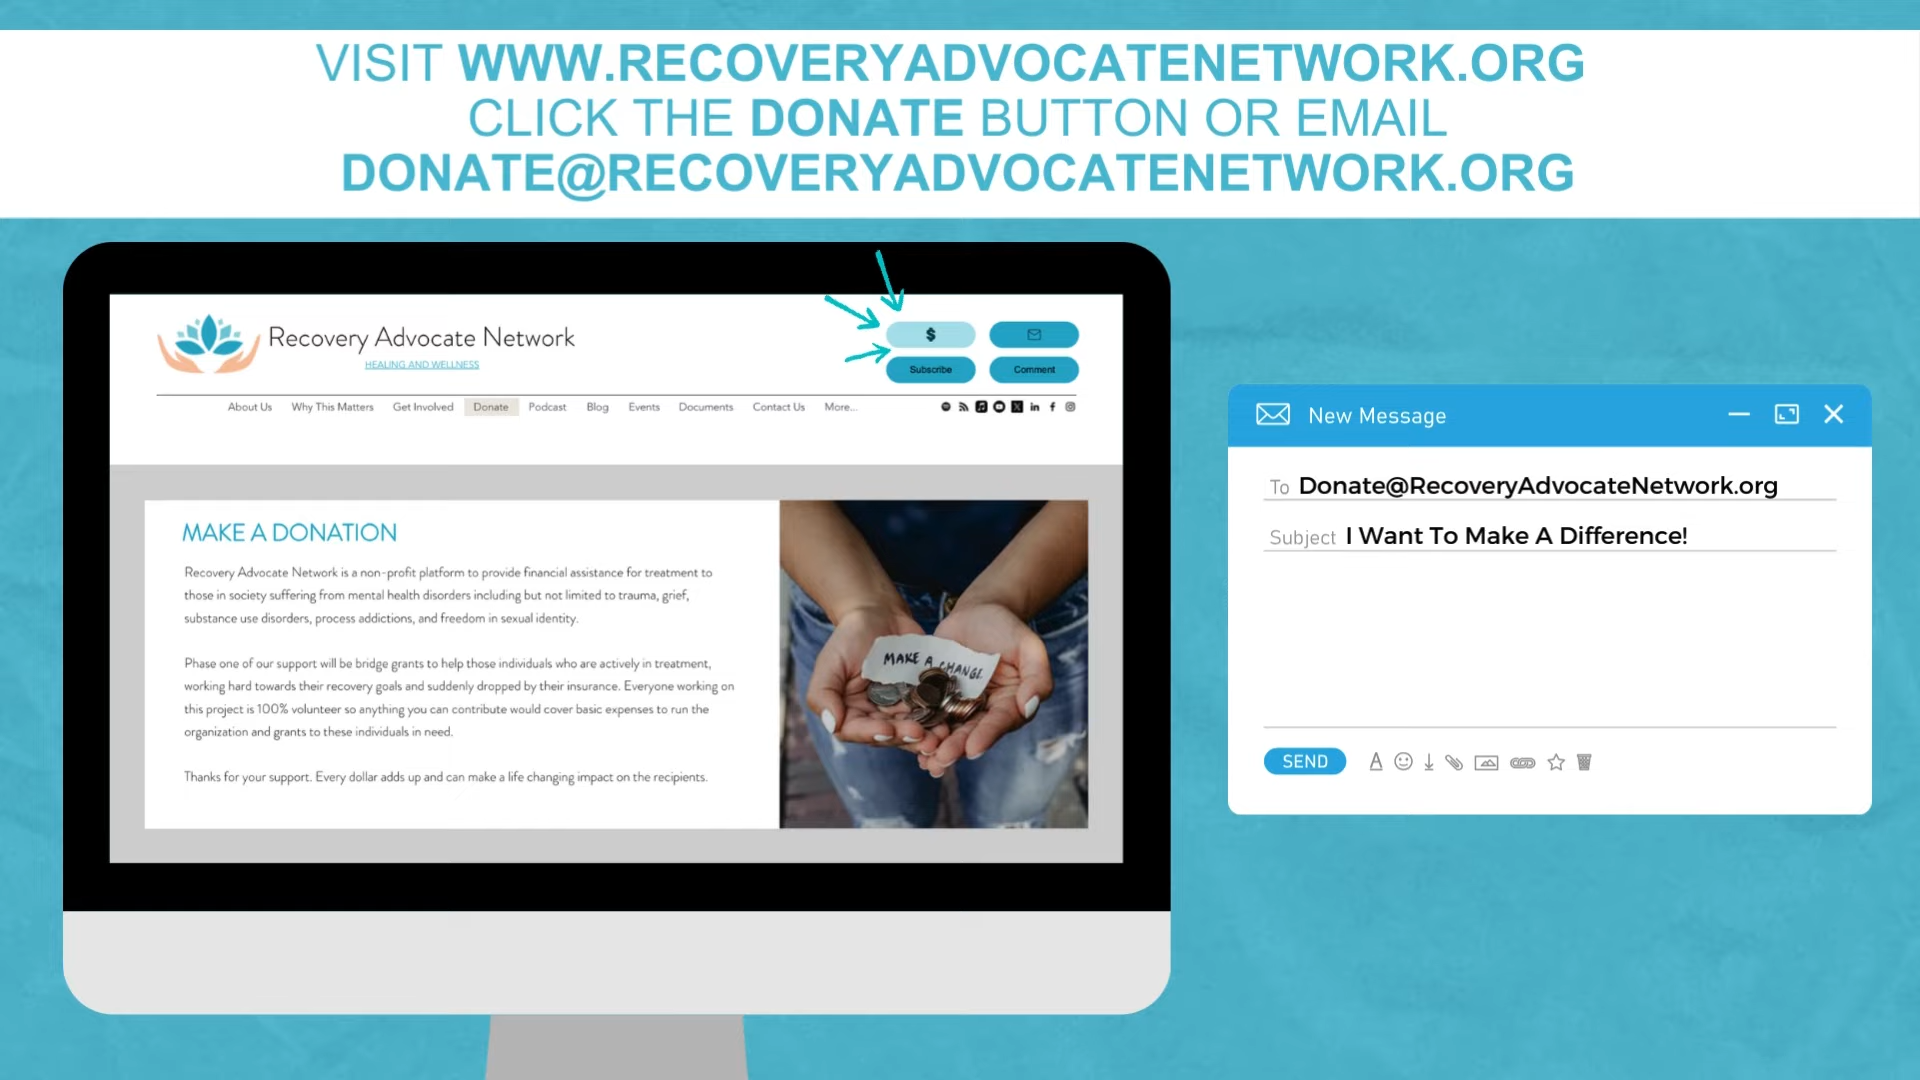 VISIT WWW.RECOVERYADVOCATENETWORK.ORG
CLICK THE DONATE BUTTON OR EMAIL
DONATE@RECOVERYADVOCATENETWORK.ORG
Recovery Advocate Network
HEALING AND WELLNESS
$
Subscribe
Comment
About Us Why This Matters Get Involved Donate Podcast Blog Events Documents Contact Us More...
MAKE A DONATION
Recovery Advocate Network is a non-profit platform to provide financial assistance for treatment to
those in society suffering from mental health disorders including but not limited to trauma, grief,
substance use disorders, process addictions, and freedom in sexual identity.
Phase one of our support will be bridge grants to help those individuals who are actively in treatment,
working hard towards their recovery goals and suddenly dropped by their insurance. Everyone working on
this project is 100% volunteer so anything you can contribute would cover basic expenses to run the
organization and grants to these individuals in need.
Thanks for your support. Every dollar adds up and can make a life changing impact on the recipients.
MAKE A CHANGE
New Message
To Donate@RecoveryAdvocateNetwork.org
Subject I Want To Make A Difference!
SEND